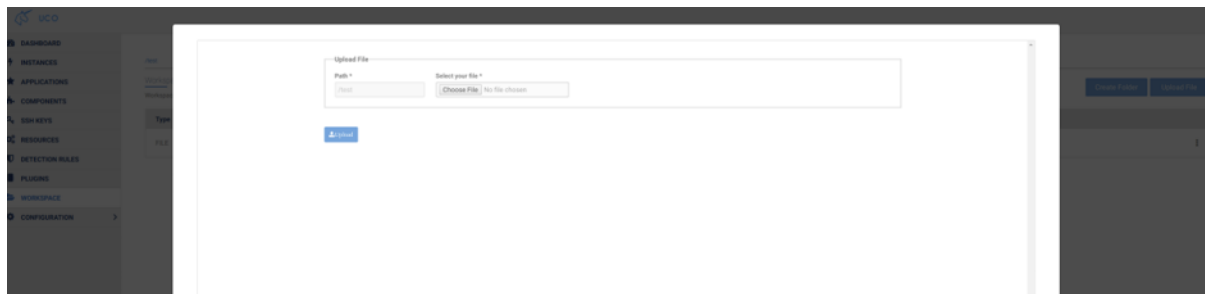 uco
DASHBOARD
INSTANCES
APPLICATIONS
COMPONENTS
SSH KEYS
RESOURCES
DETECTION RULES
PLUGINS
WORKSPACE
CONFIGURATION
Type
FILE
Upload File
Path *
Select your file *
Choose File No file chosen
Upload
Create Folder
Upload File